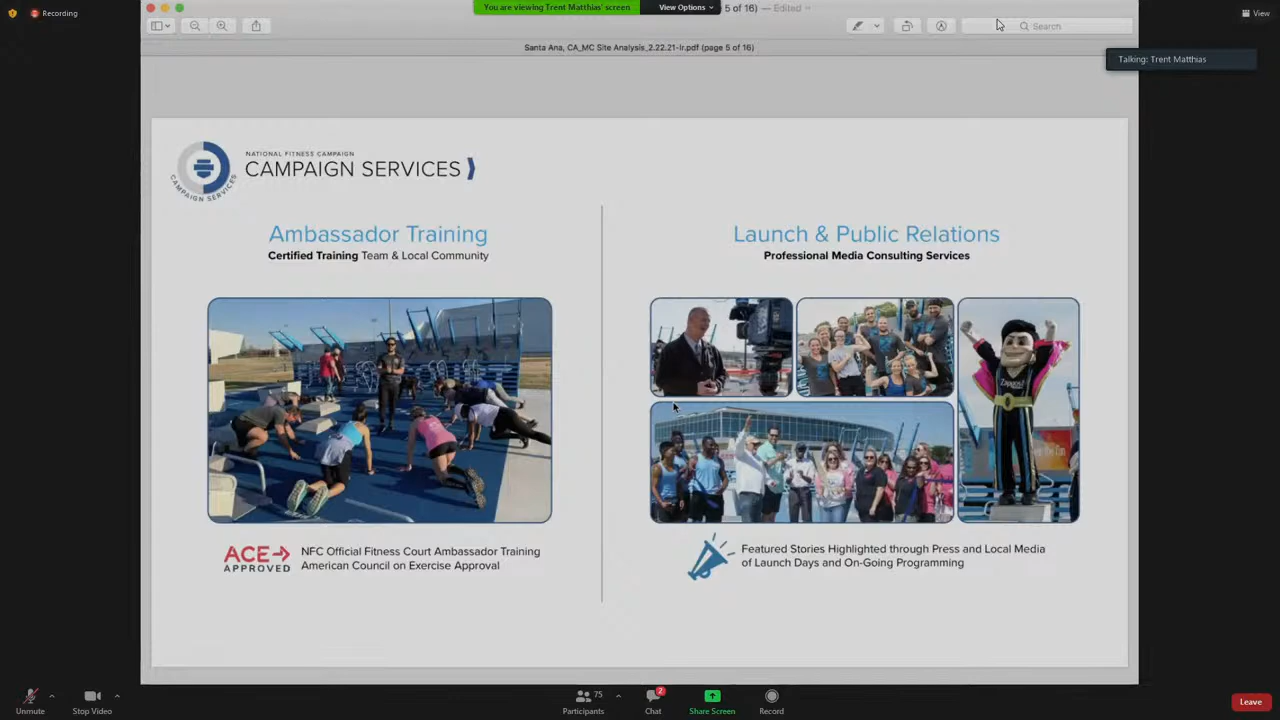 You are viewing Trent Matthias' screen
View Options
5 of 16) — Edited
Recording
View
Search
Santa Ana, CA_MC Site Analysis_2.22.21-lr.pdf (page 5 of 16)
Talking: Trent Matthias
NATIONAL FITNESS CAMPAIGN
CAMPAIGN SERVICES
CAMPAIGN SERVICES
Ambassador Training
Certified Training Team & Local Community
Launch & Public Relations
Professional Media Consulting Services
Zappos!
ACE
APPROVED
NFC Official Fitness Court Ambassador Training
American Council on Exercise Approval
Featured Stories Highlighted through Press and Local Media
of Launch Days and On-Going Programming
Unmute
Stop Video
75
Participants
2
Chat
Share Screen
Record
Leave